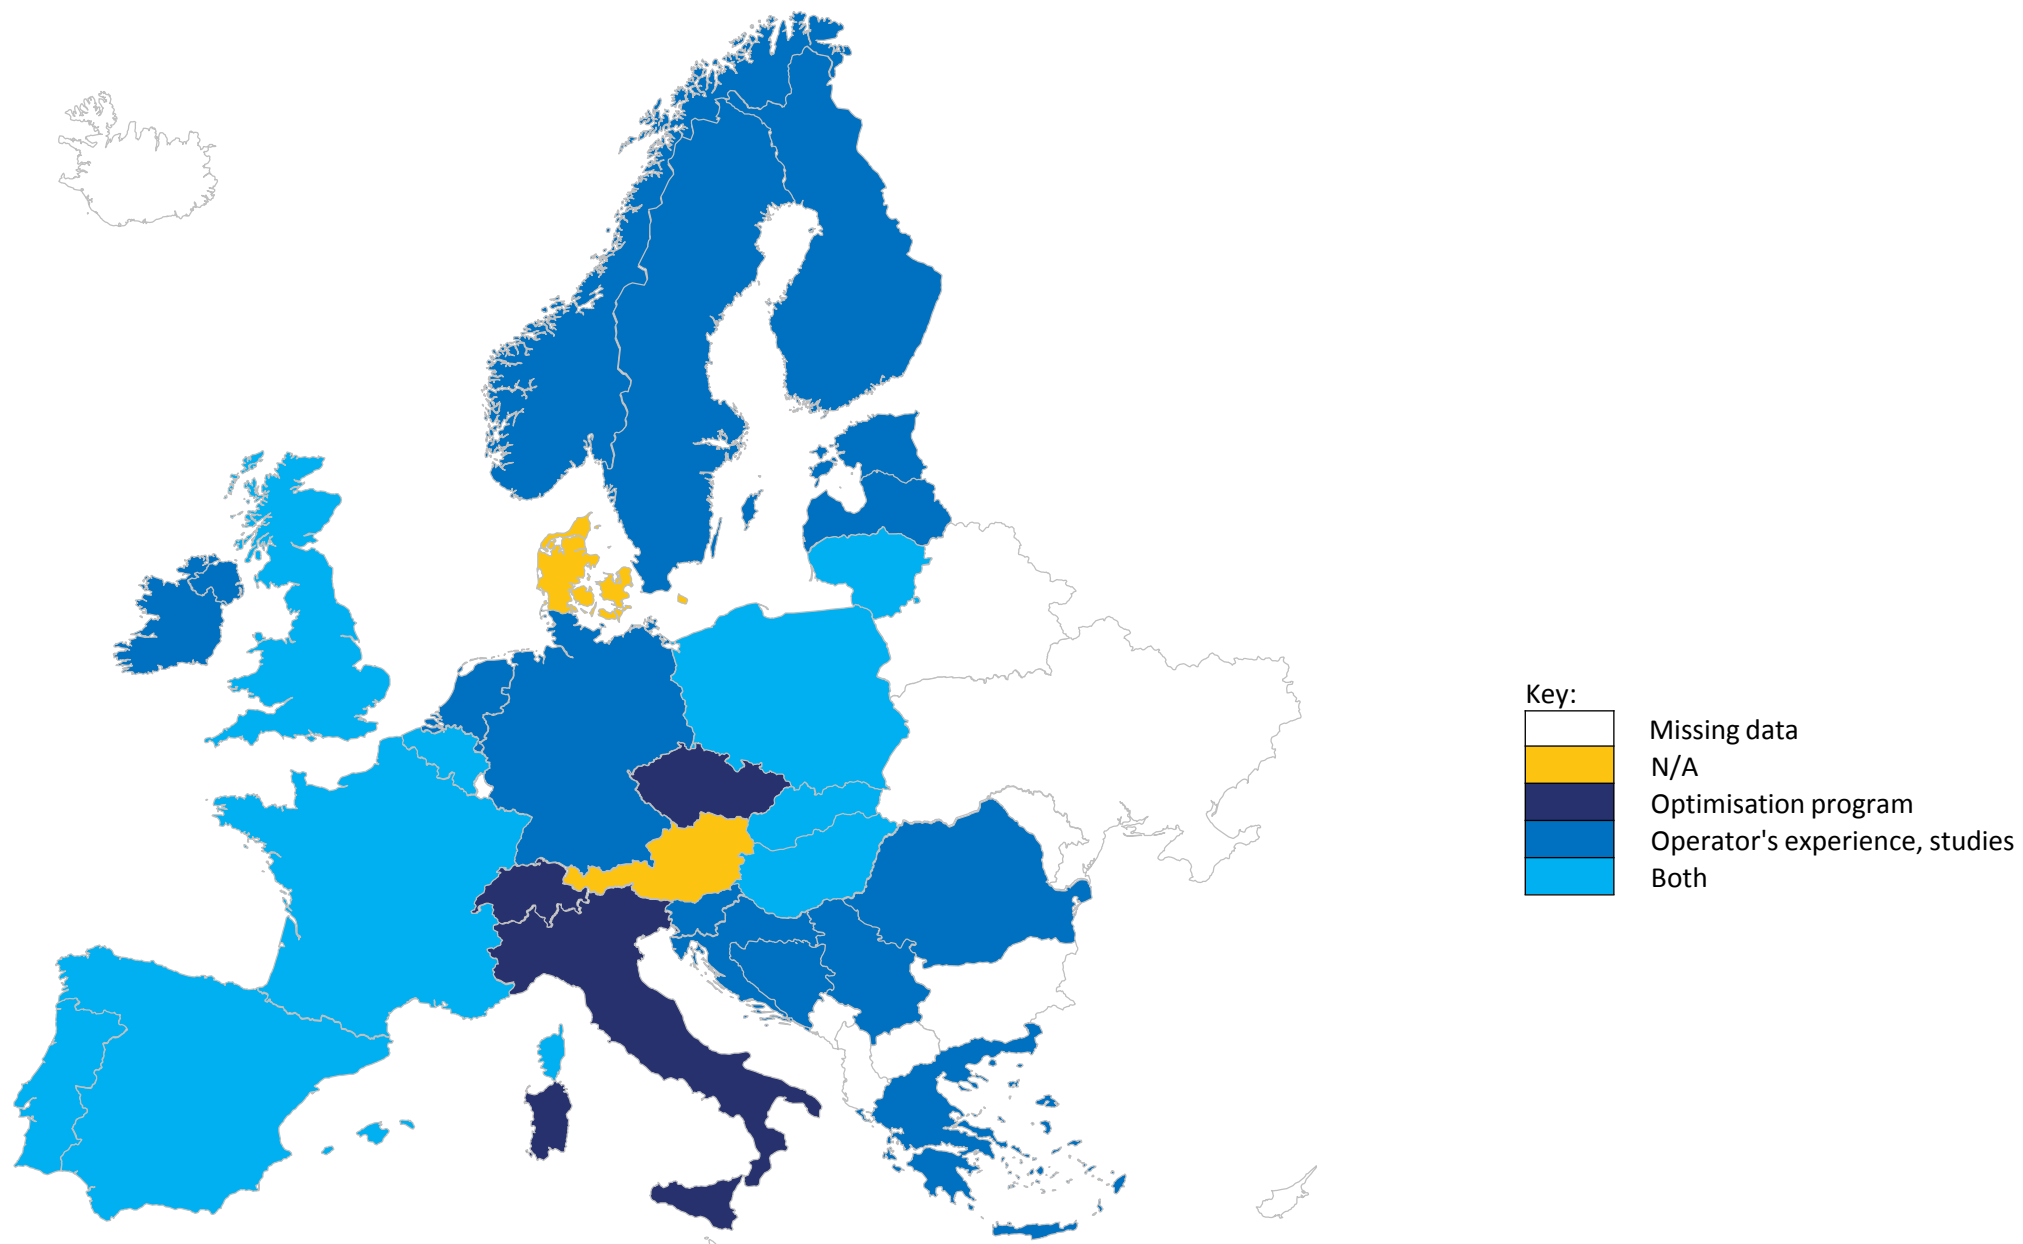 Key:
Missing data
N/A
Optimisation program
Operator's experience, studies
Both